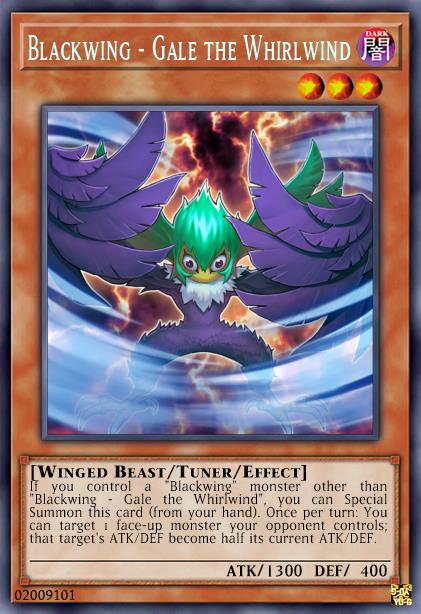 Blackwing - Gale the Whirlwind
DARK
闇
[Winged Beast/Tuner/Effect]
If you control a "Blackwing" monster other than
"Blackwing - Gale the Whirlwind", you can Special
Summon this card (from your hand). Once per turn: You
can target 1 face-up monster your opponent controls;
that target's ATK/DEF become half its current ATK/DEF.
ATK/1300 DEF/ 400
02009101